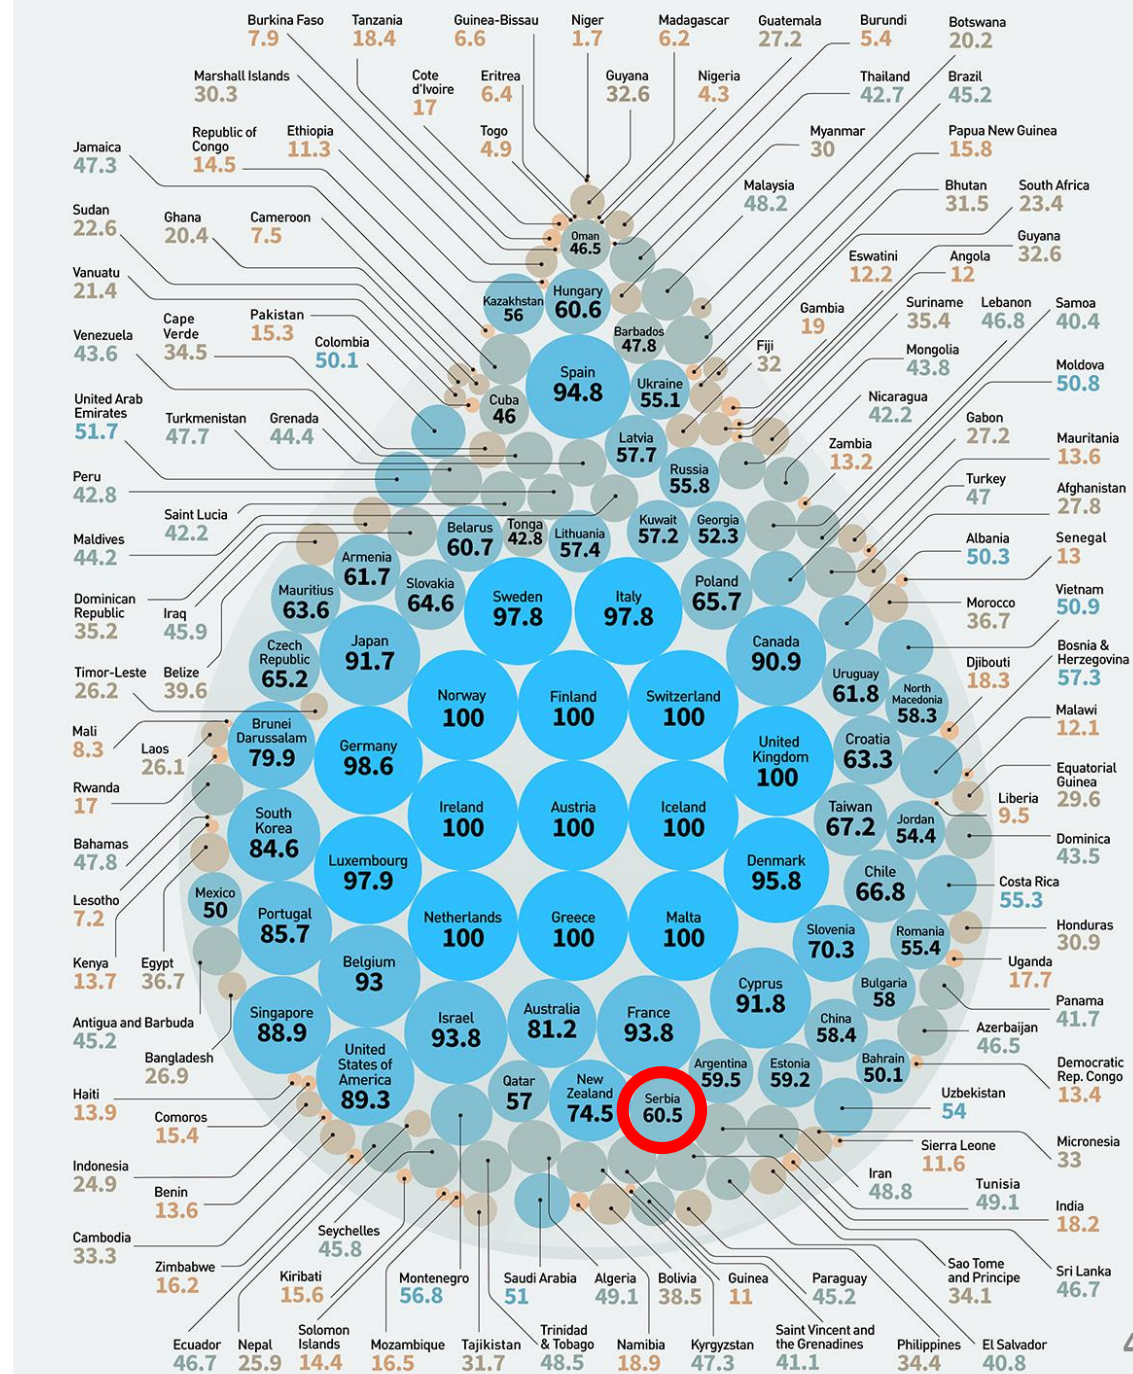 Burkina Faso
7.9
Tanzania
18.4
Guinea-Bissau
6.6
Niger
1.7
Madagascar
6.2
Guatemala
27.2
Burundi
5.4
Botswana
20.2
Marshall Islands
30.3
Cote
d'Ivoire
17
Eritrea
6.4
Guyana
32.6
Nigeria
4.3
Thailand
42.7
Brazil
45.2
Jamaica
47.3
Republic of
Congo
14.5
Ethiopia
11.3
Togo
4.9
Myanmar
30
Papua New Guinea
15.8
Malaysia
48.2
Bhutan
31.5
South Africa
23.4
Sudan
22.6
Ghana
20.4
Cameroon
7.5
Oman
46.5
Guyana
32.6
Eswatini
12.2
Angola
12
Vanuatu
21.4
Pakistan
15.3
Kazakhstan
56
Hungary
60.6
Gambia
19
Suriname
35.4
Lebanon
46.8
Samoa
40.4
Venezuela
43.6
Cape
Verde
34.5
Colombia
50.1
Barbados
47.8
Fiji
32
Mongolia
43.8
Moldova
50.8
Spain
94.8
Ukraine
55.1
United Arab
Emirates
51.7
Turkmenistan
47.7
Grenada
44.4
Cuba
46
Nicaragua
42.2
Gabon
27.2
Mauritania
13.6
Latvia
57.7
Zambia
13.2
Peru
42.8
Russia
55.8
Turkey
47
Afghanistan
27.8
Saint Lucia
42.2
Maldives
44.2
Belarus
60.7
Tonga
42.8
Lithuania
57.4
Kuwait
57.2
Georgia
52.3
Albania
50.3
Senegal
13
Armenia
61.7
Slovakia
64.6
Poland
65.7
Dominican
Republic
35.2
Iraq
45.9
Mauritius
63.6
Sweden
97.8
Italy
97.8
Morocco
36.7
Vietnam
50.9
Czech
Republic
65.2
Japan
91.7
Canada
90.9
Timor-Leste
26.2
Belize
39.6
Uruguay
61.8
Djibouti
18.3
Bosnia &
Herzegovina
57.3
Norway
100
Finland
100
Switzerland
100
North
Macedonia
58.3
Mali
8.3
Laos
26.1
Brunei
Darussalam
79.9
Germany
98.6
United
Kingdom
100
Croatia
63.3
Malawi
12.1
Rwanda
17
Equatorial
Guinea
29.6
Liberia
9.5
South
Korea
84.6
Ireland
100
Austria
100
Iceland
100
Taiwan
67.2
Jordan
54.4
Bahamas
47.8
Dominica
43.5
Luxembourg
97.9
Denmark
95.8
Chile
66.8
Costa Rica
55.3
Lesotho
7.2
Mexico
50
Portugal
85.7
Netherlands
100
Greece
100
Malta
100
Slovenia
70.3
Romania
55.4
Honduras
30.9
Kenya
13.7
Egypt
36.7
Belgium
93
Uganda
17.7
Cyprus
91.8
Bulgaria
58
Panama
41.7
Antigua and Barbuda
45.2
Singapore
88.9
Israel
93.8
Australia
81.2
France
93.8
China
58.4
Azerbaijan
46.5
Bangladesh
26.9
United
States of
America
89.3
Qatar
57
New
Zealand
74.5
Serbia
60.5
Argentina
59.5
Estonia
59.2
Bahrain
50.1
Democratic
Rep. Congo
13.4
Haiti
13.9
Comoros
15.4
Uzbekistan
54
Indonesia
24.9
Benin
13.6
Sierra Leone
11.6
Micronesia
33
Iran
48.8
Tunisia
49.1
India
18.2
Cambodia
33.3
Zimbabwe
16.2
Seychelles
45.8
Kiribati
15.6
Montenegro
56.8
Saudi Arabia
51
Algeria
49.1
Bolivia
38.5
Guinea
11
Paraguay
45.2
Sao Tome
and Principe
34.1
Sri Lanka
46.7
Ecuador
46.7
Nepal
25.9
Solomon
Islands
14.4
Mozambique
16.5
Tajikistan
31.7
Trinidad
& Tobago
48.5
Namibia
18.9
Kyrgyzstan
47.3
Saint Vincent and
the Grenadines
41.1
Philippines
34.4
El Salvador
40.8